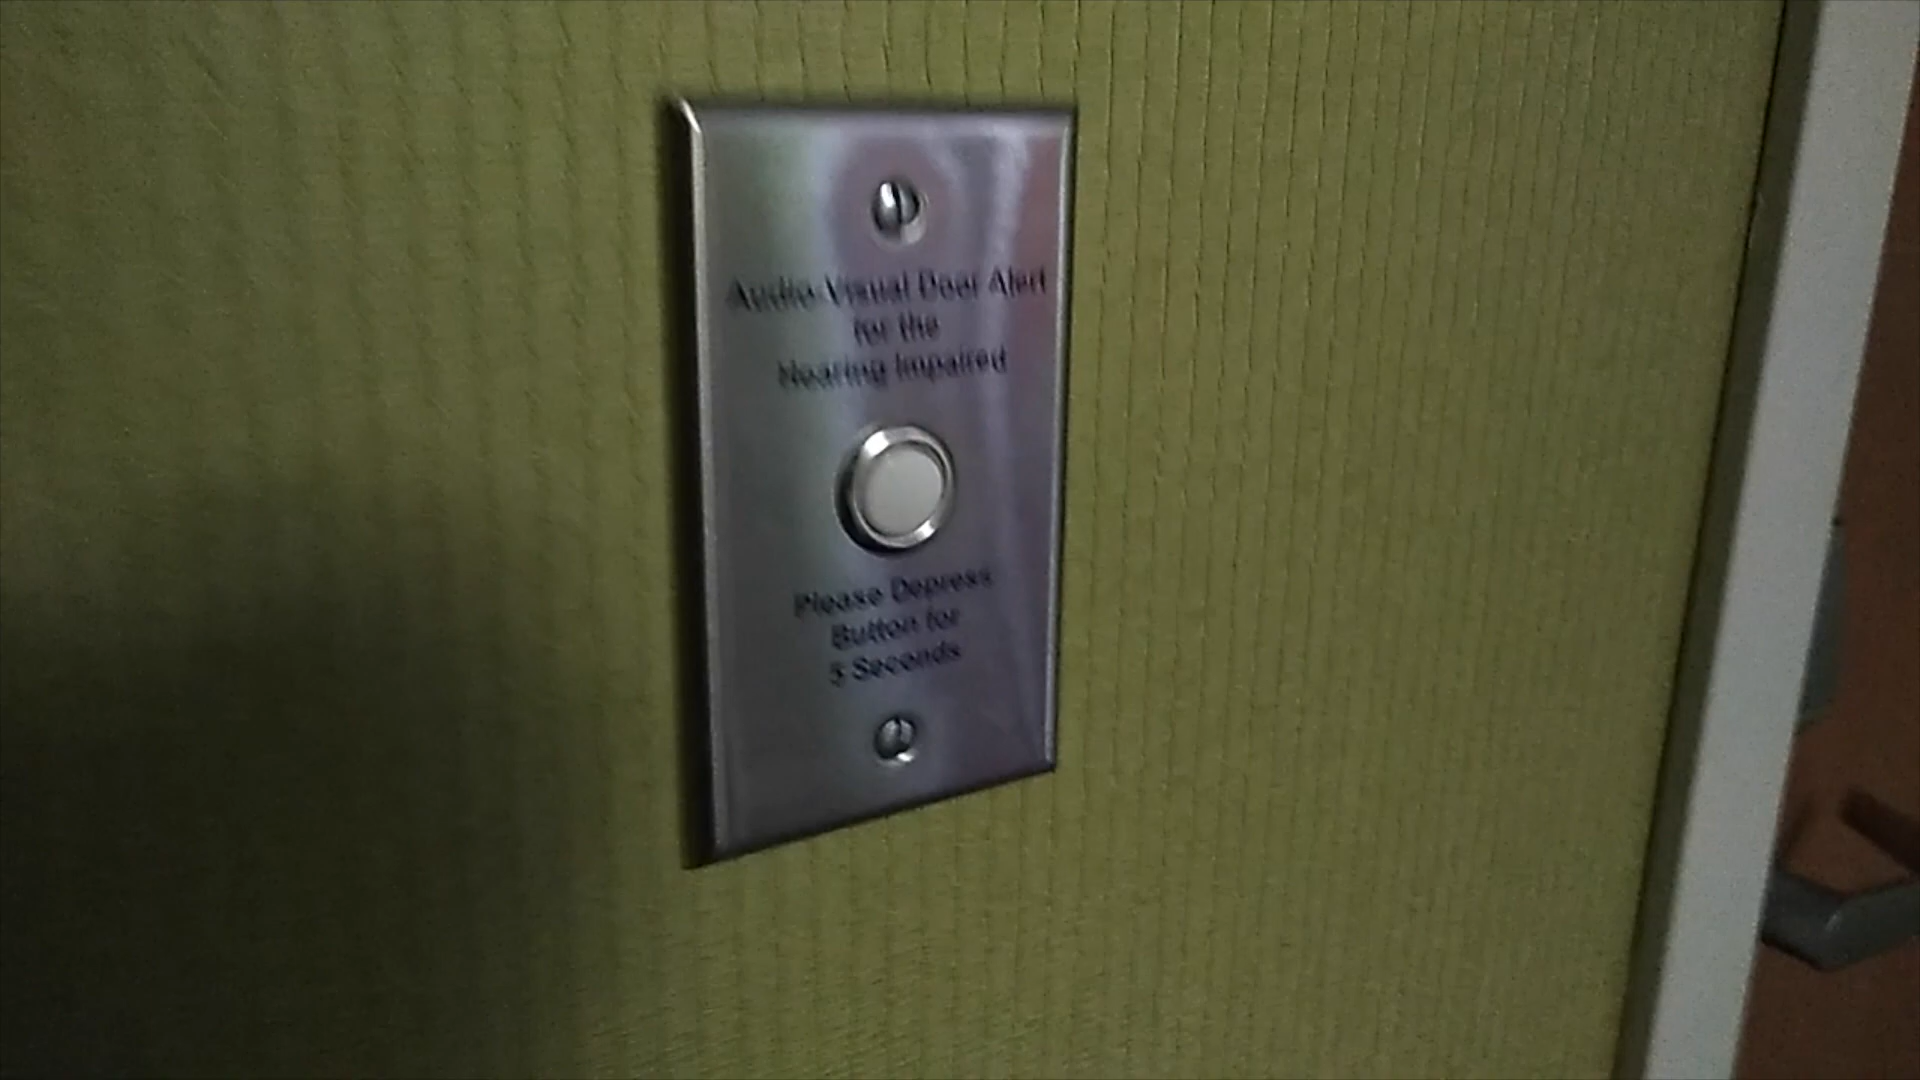 Audio-Visual Door Alert
for the
Hearing Impaired
Please Depress
Button for
5 Seconds